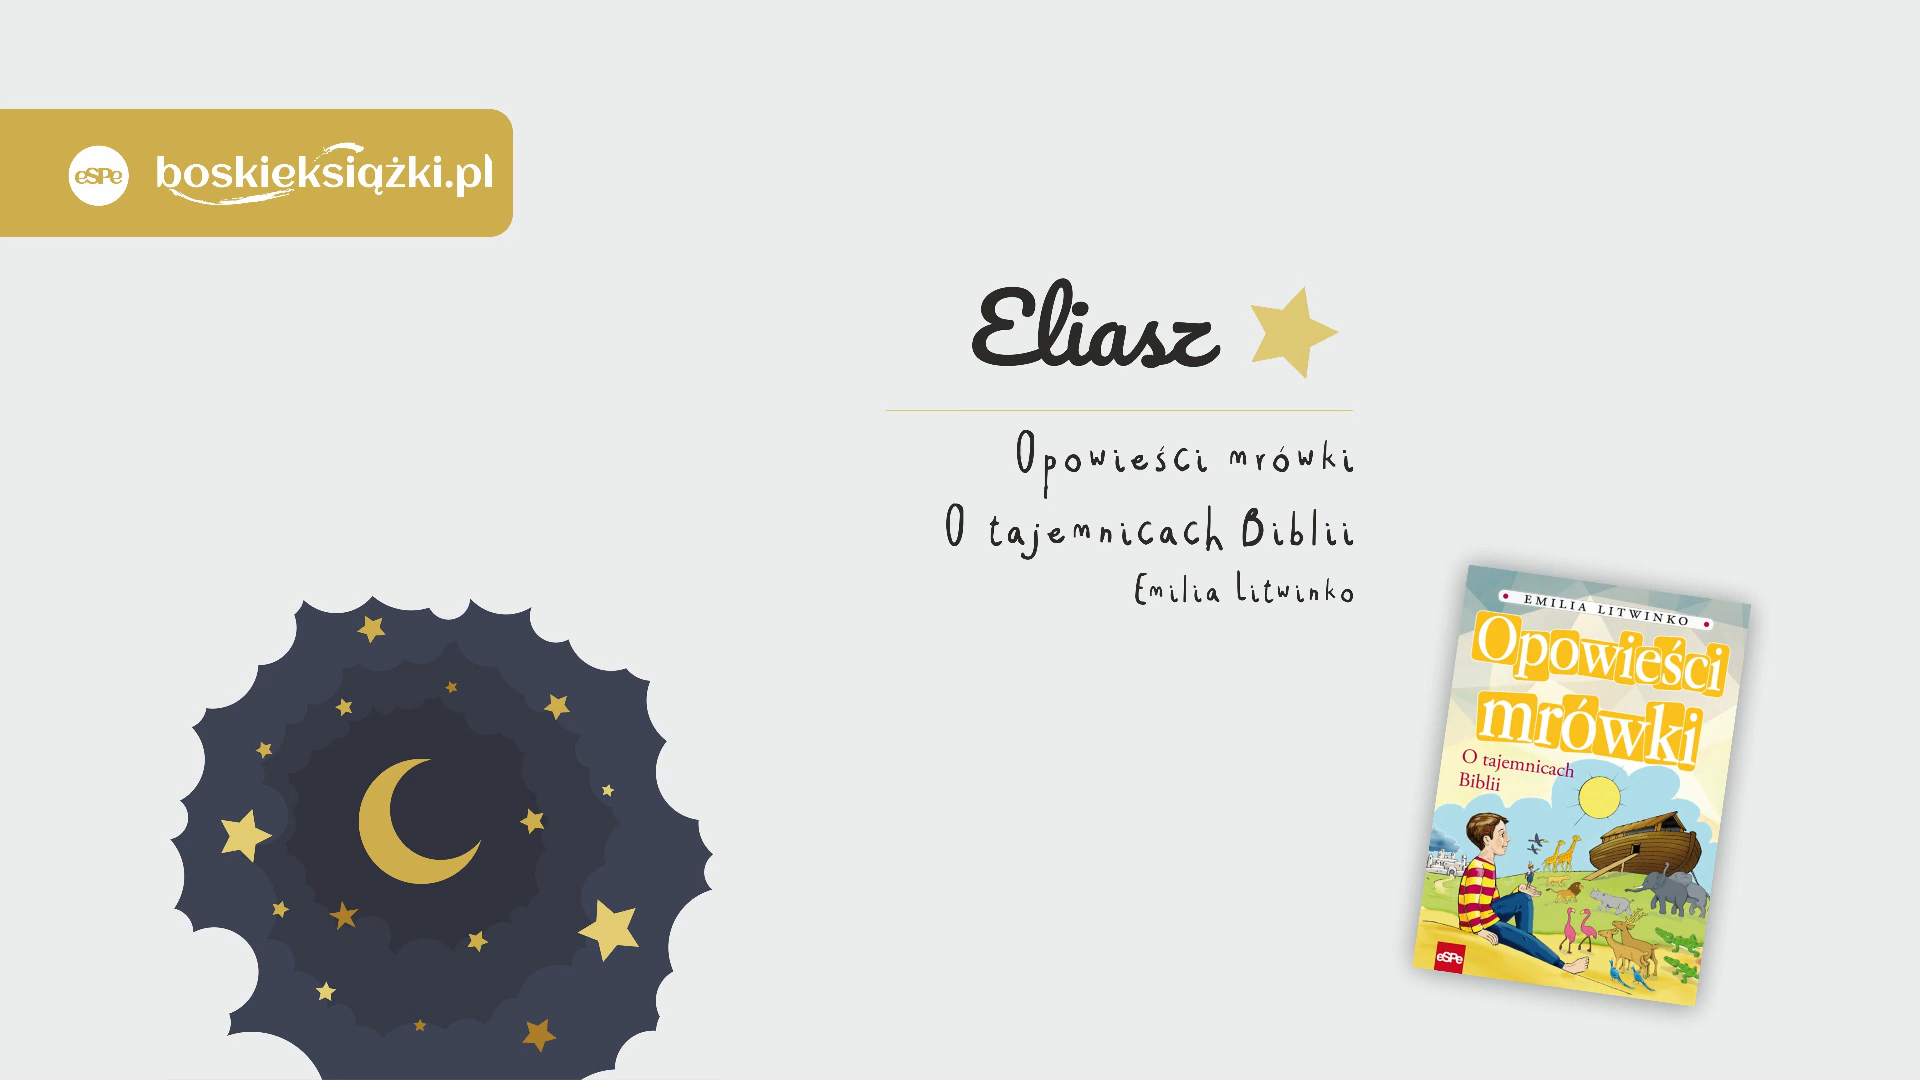 eSPe boskieksiążki.pl
Eliasz
Opowieści mrówki
O tajemnicach Biblii
Emilia Litwinko
EMILIA LITWINKO
Opowieści
mrówki
O tajemnicach
Biblii
eSPe